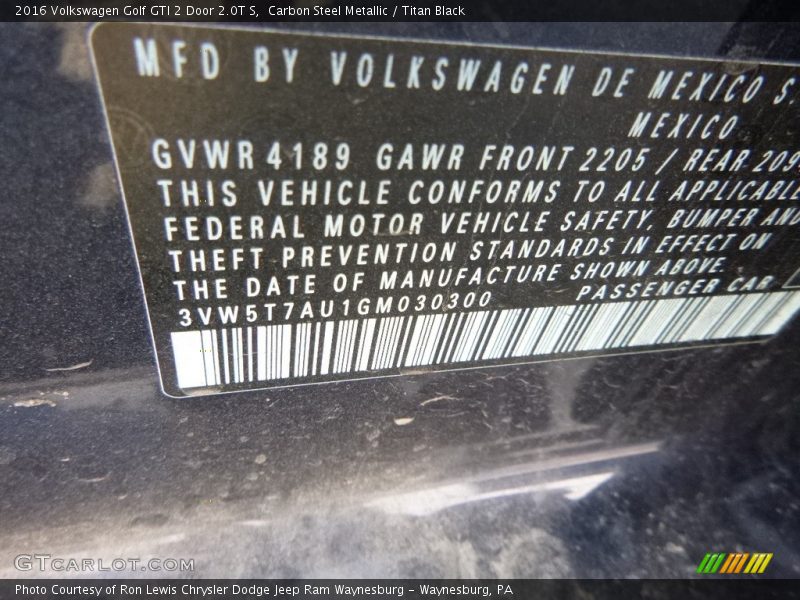 2016 Volkswagen Golf GTI 2 Door 2.0T S, Carbon Steel Metallic / Titan Black
MFD BY VOLKSWAGEN DE MEXICO S.
MEXICO
GVWR 4189 GAWR FRONT 2205 / REAR 209
THIS VEHICLE CONFORMS TO ALL APPLICABLE
FEDERAL MOTOR VEHICLE SAFETY, BUMPER AND
THEFT PREVENTION STANDARDS IN EFFECT ON
THE DATE OF MANUFACTURE SHOWN ABOVE.
3VW5T7AU1GM030300 PASSENGER CAR
GTCARLOT.COM
Photo Courtesy of Ron Lewis Chrysler Dodge Jeep Ram Waynesburg - Waynesburg, PA